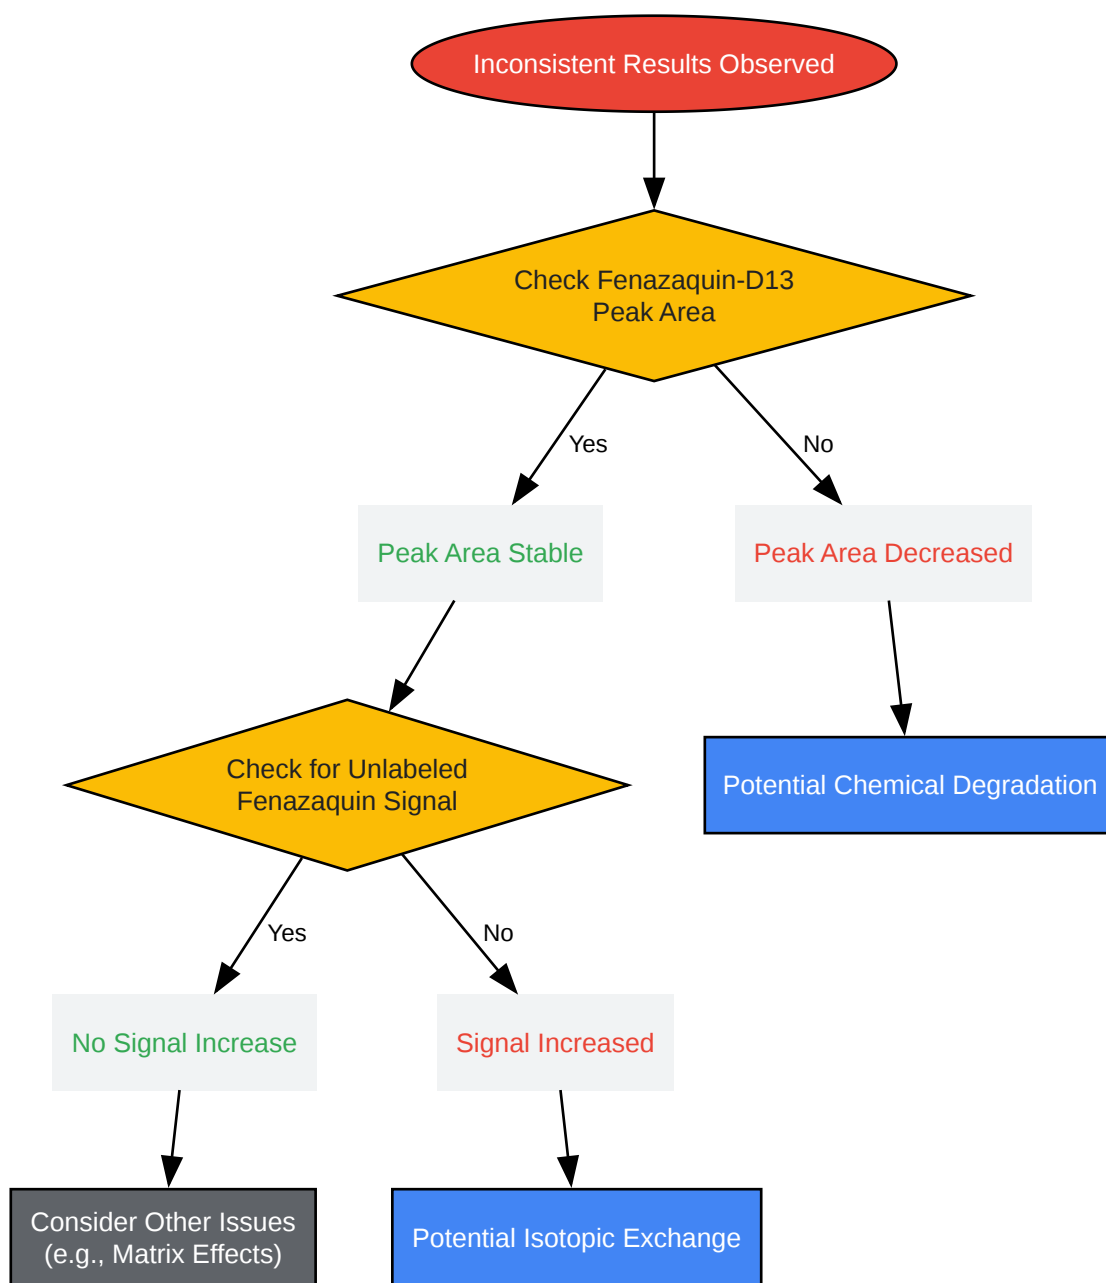 Inconsistent Results Observed
Check Fenazaquin-D13
Peak Area
Yes
No
Peak Area Stable
Peak Area Decreased
Check for Unlabeled
Fenazaquin Signal
Potential Chemical Degradation
Yes
No
No Signal Increase
Signal Increased
Consider Other Issues
(e.g., Matrix Effects)
Potential Isotopic Exchange